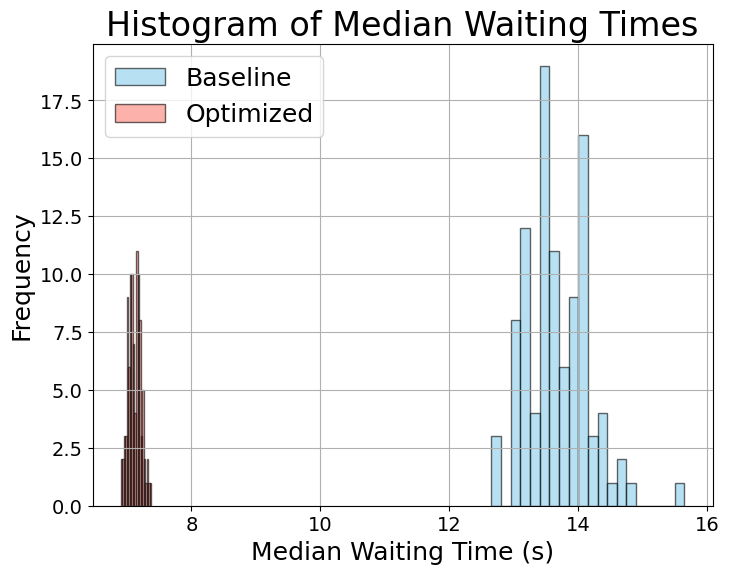 Histogram of Median Waiting Times
Baseline
Optimized
Frequency
17.5
15.0
12.5
10.0
7.5
5.0
2.5
0.0
8 10 12 14 16
Median Waiting Time (s)